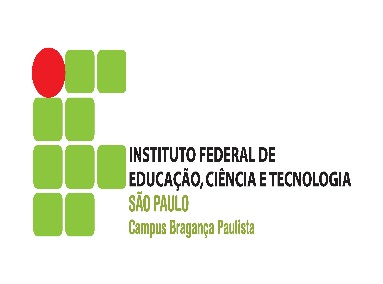 INSTITUTO FEDERAL DE
EDUCAÇÃO, CIÊNCIA E TECNOLOGIA
SÃO PAULO
Campus Bragança Paulista